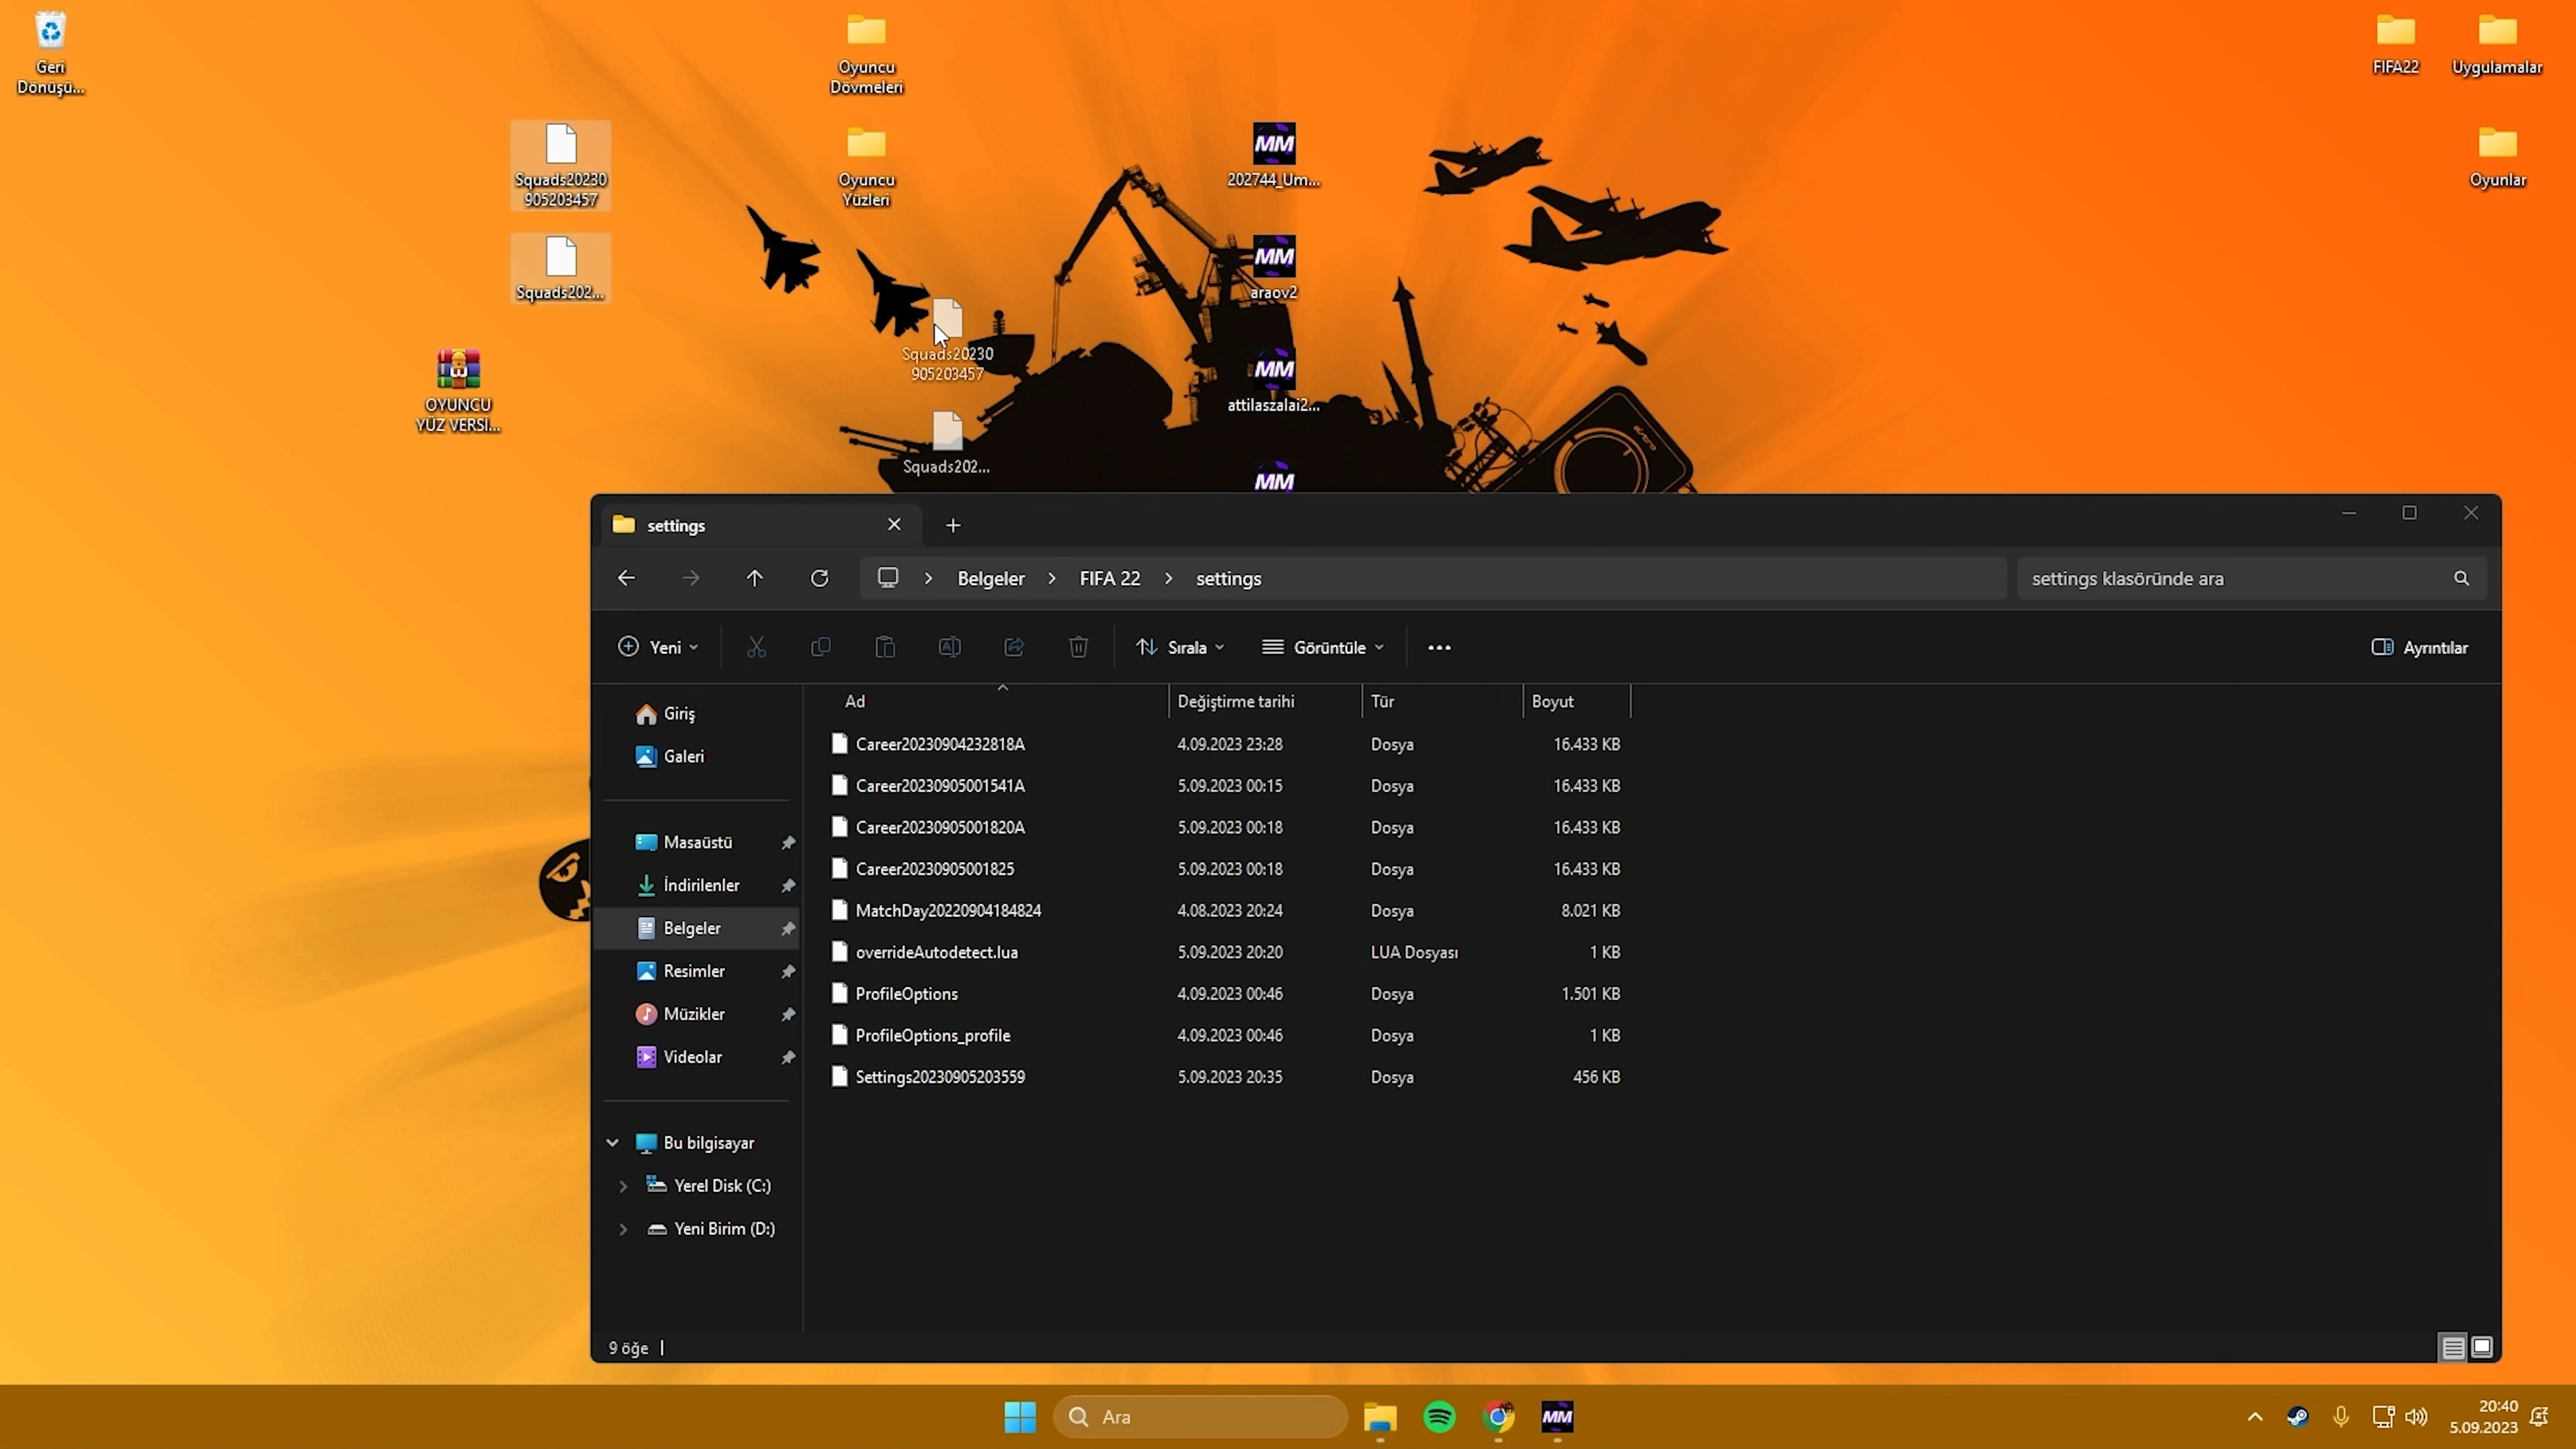 Geri
Dönüşü...
Oyuncu
Dövmeleri
FIFA22
Uygulamalar
Squads20230
905203457
Oyuncu
Yüzleri
MM
202744_Um...
Oyunlar
Squads202...
MM
araov2
Squads20230
905203457
OYUNCU
YÜZ VERSI...
MM
attilaszalai2...
Squads202...
MM
settings
Belgeler
FIFA 22
settings
settings klasöründe ara
Yeni
Sırala
Görüntüle
Ayrıntılar
Giriş
Galeri
Masaüstü
İndirilenler
Belgeler
Resimler
Müzikler
Videolar
Bu bilgisayar
Yerel Disk (C:)
Yeni Birim (D:)
Ad Değiştirme tarihi Tür Boyut
Career20230904232818A 4.09.2023 23:28 Dosya 16.433 KB
Career20230905001541A 5.09.2023 00:15 Dosya 16.433 KB
Career20230905001820A 5.09.2023 00:18 Dosya 16.433 KB
Career20230905001825 5.09.2023 00:18 Dosya 16.433 KB
MatchDay20220904184824 4.08.2023 20:24 Dosya 8.021 KB
overrideAutodetect.lua 5.09.2023 20:20 LUA Dosyası 1 KB
ProfileOptions 4.09.2023 00:46 Dosya 1.501 KB
ProfileOptions_profile 4.09.2023 00:46 Dosya 1 KB
Settings20230905203559 5.09.2023 20:35 Dosya 456 KB
9 öğe
Ara
MM
20:40
5.09.2023